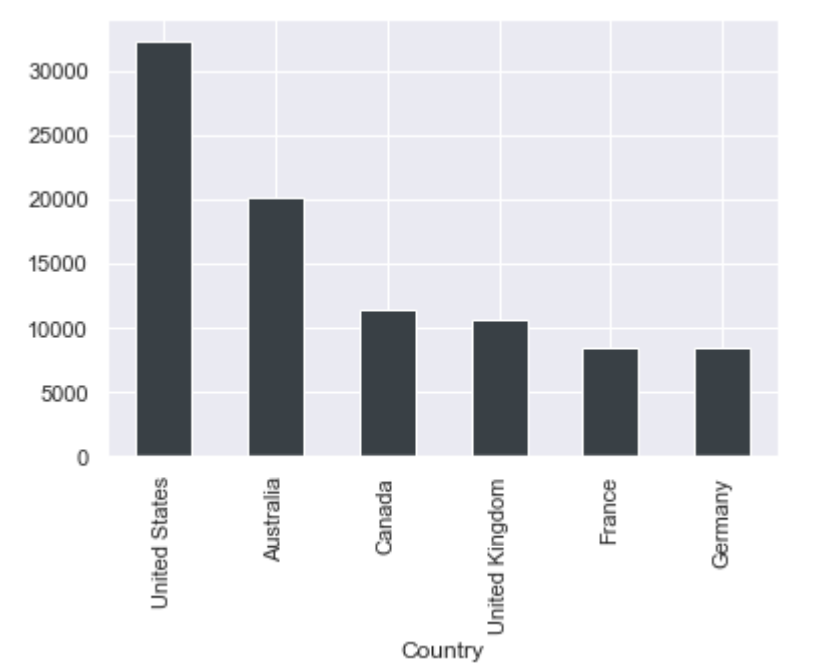 30000
25000
20000
15000
10000
5000
0
United States
Australia
Canada
United Kingdom
France
Germany
Country